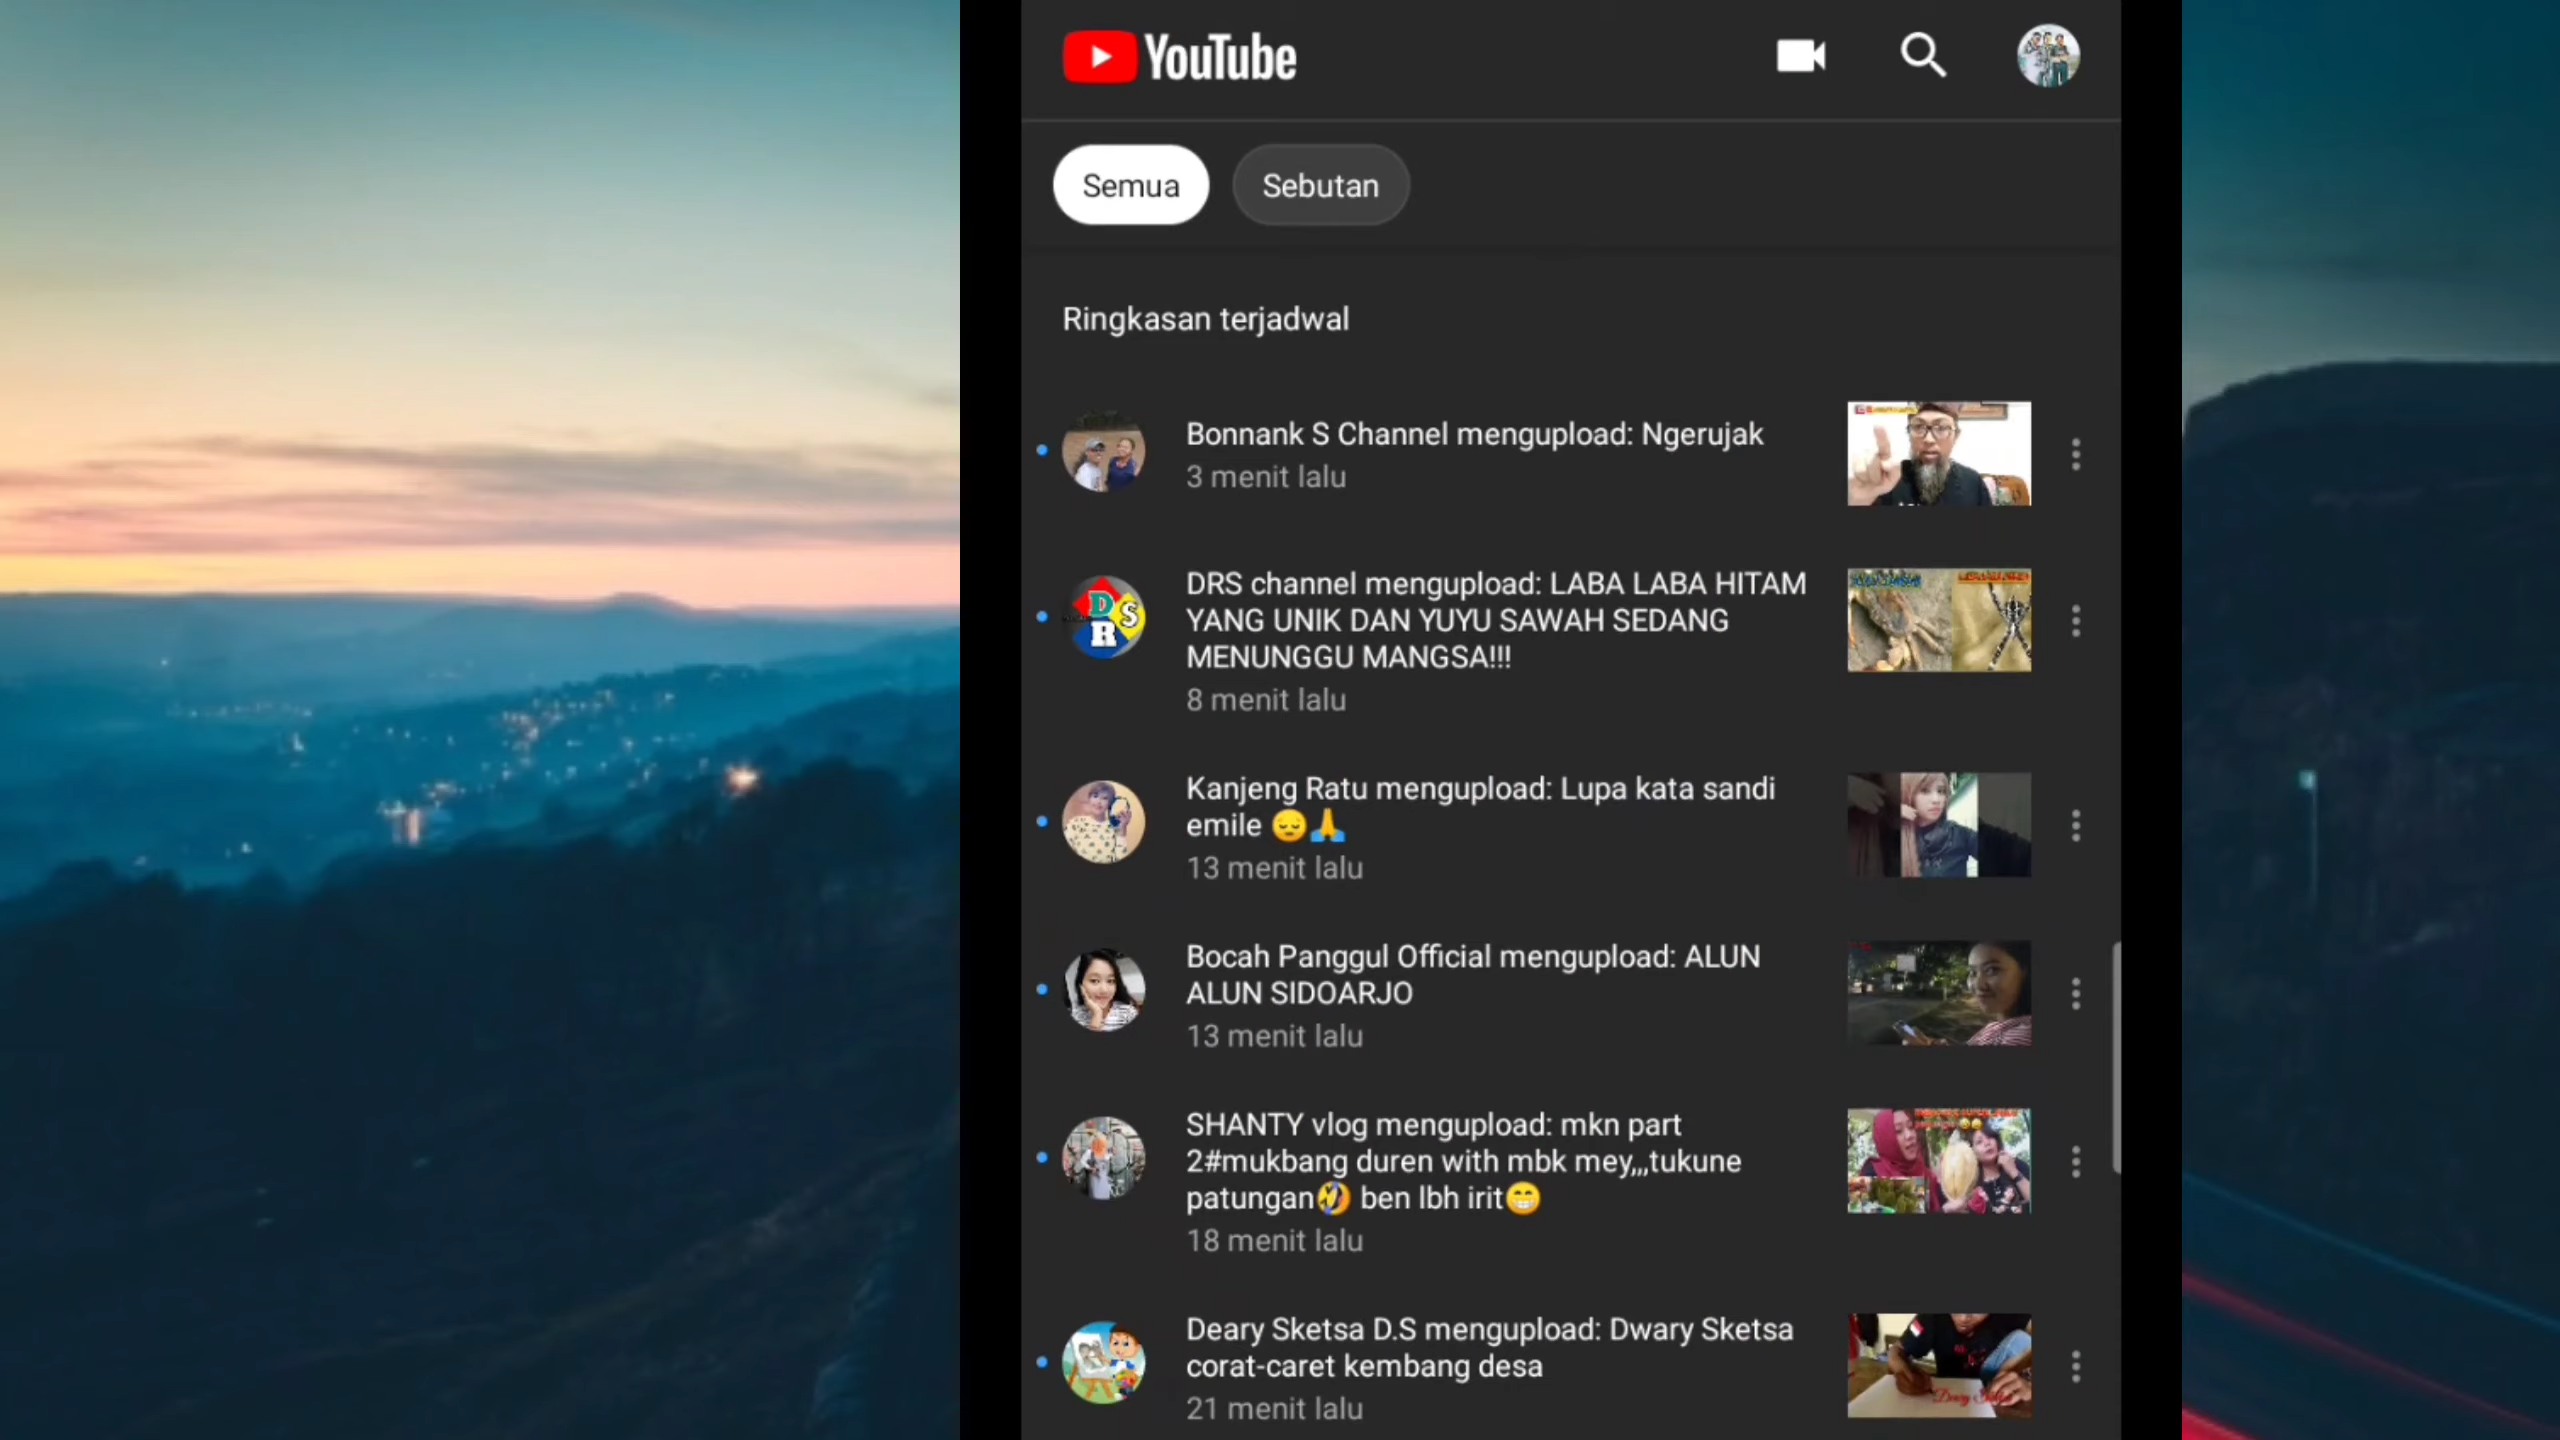 YouTube
Semua
Sebutan
Ringkasan terjadwal
Bonnank S Channel mengupload: Ngerujak
3 menit lalu
D
S
R
DRS channel mengupload: LABA LABA HITAM
YANG UNIK DAN YUYU SAWAH SEDANG
MENUNGGU MANGSA!!!
8 menit lalu
Kanjeng Ratu mengupload: Lupa kata sandi
emile 😔🙏
13 menit lalu
Bocah Panggul Official mengupload: ALUN
ALUN SIDOARJO
13 menit lalu
SHANTY vlog mengupload: mkn part
2#mukbang duren with mbk mey,,,tukune
patungan🤣 ben lbh irit😁
18 menit lalu
Deary Sketsa D.S mengupload: Dwary Sketsa
corat-caret kembang desa
21 menit lalu